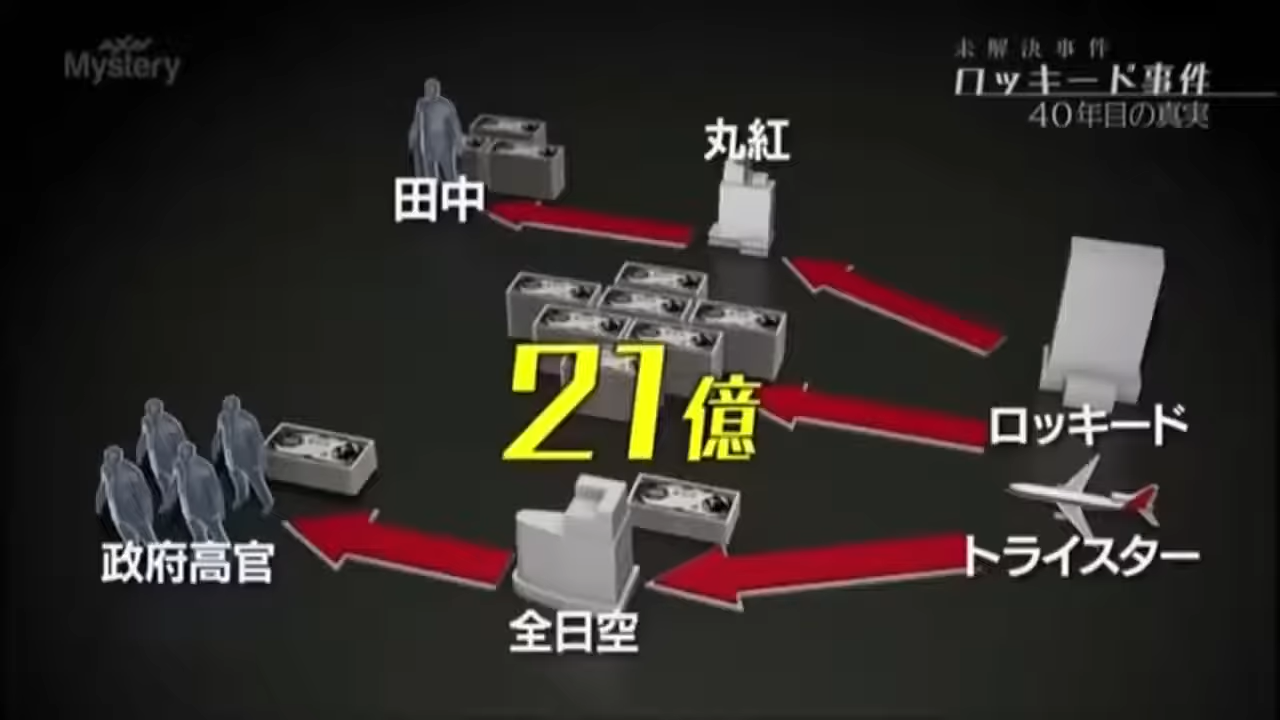 AXN
Mystery
未解決事件
ロッキード事件
40年目の真実
丸紅
田中
21億
ロッキード
トライスター
政府高官
全日空